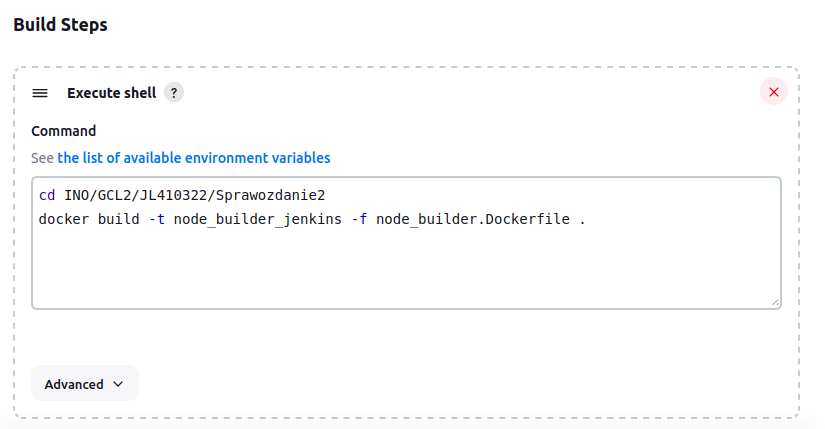 Build Steps
Execute shell ?
Command
See the list of available environment variables
cd INO/GCL2/JL410322/Sprawozdanie2
docker build -t node_builder_jenkins -f node_builder.Dockerfile .
Advanced